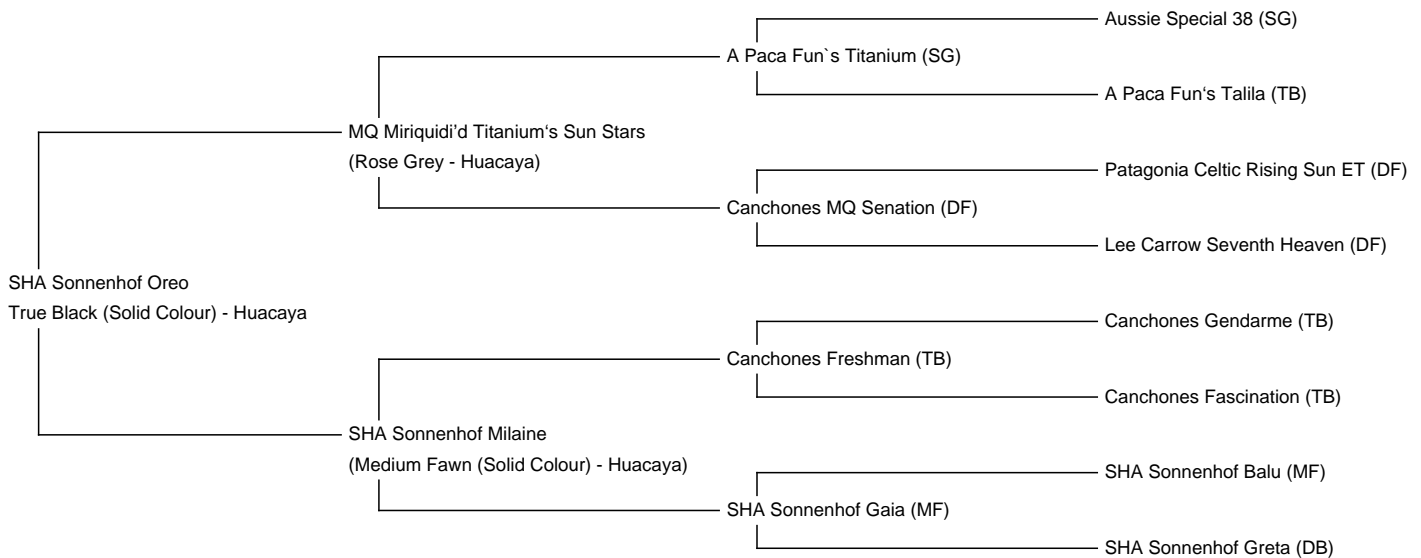 Aussie Special 38 (SG)
A Paca Fun`s Titanium (SG)
A Paca Fun‘s Talila (TB)
MQ Miriquidi’d Titanium‘s Sun Stars
(Rose Grey - Huacaya)
Patagonia Celtic Rising Sun ET (DF)
Canchones MQ Senation (DF)
Lee Carrow Seventh Heaven (DF)
SHA Sonnenhof Oreo
True Black (Solid Colour) - Huacaya
Canchones Gendarme (TB)
Canchones Freshman (TB)
Canchones Fascination (TB)
SHA Sonnenhof Milaine
(Medium Fawn (Solid Colour) - Huacaya)
SHA Sonnenhof Balu (MF)
SHA Sonnenhof Gaia (MF)
SHA Sonnenhof Greta (DB)